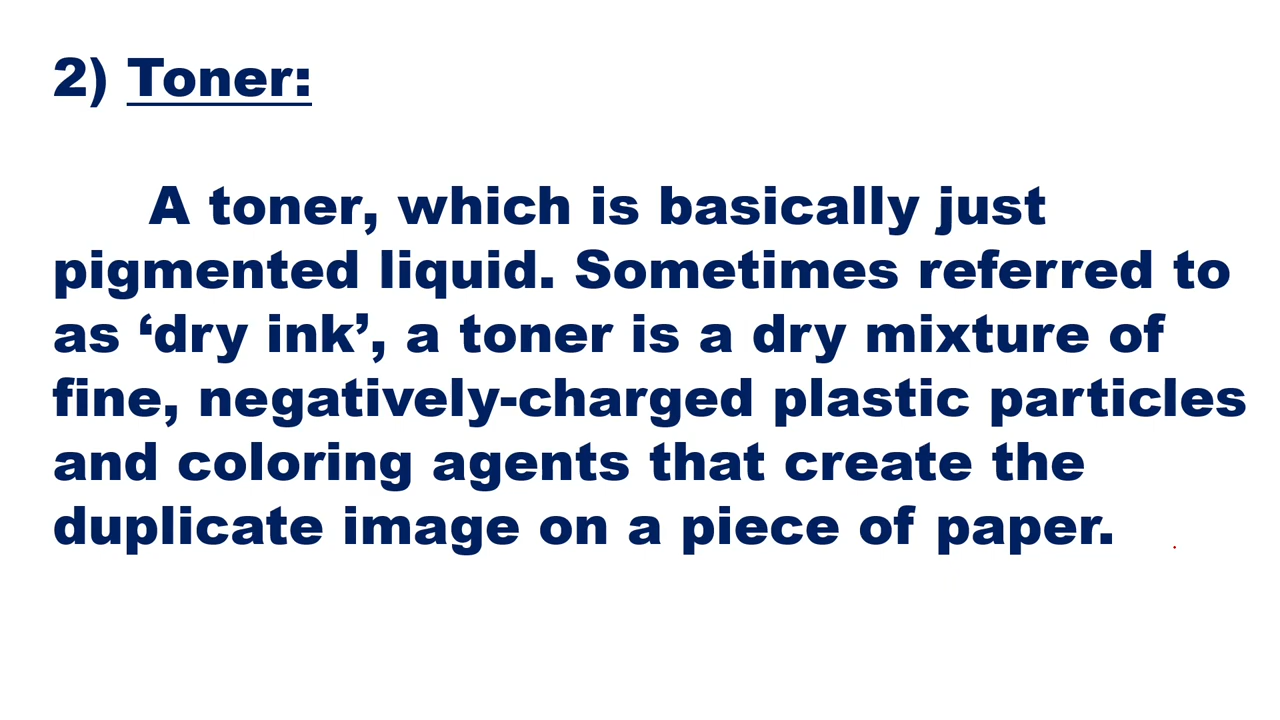 2) Toner:
A toner, which is basically just
pigmented liquid. Sometimes referred to
as ‘dry ink’, a toner is a dry mixture of
fine, negatively-charged plastic particles
and coloring agents that create the
duplicate image on a piece of paper.